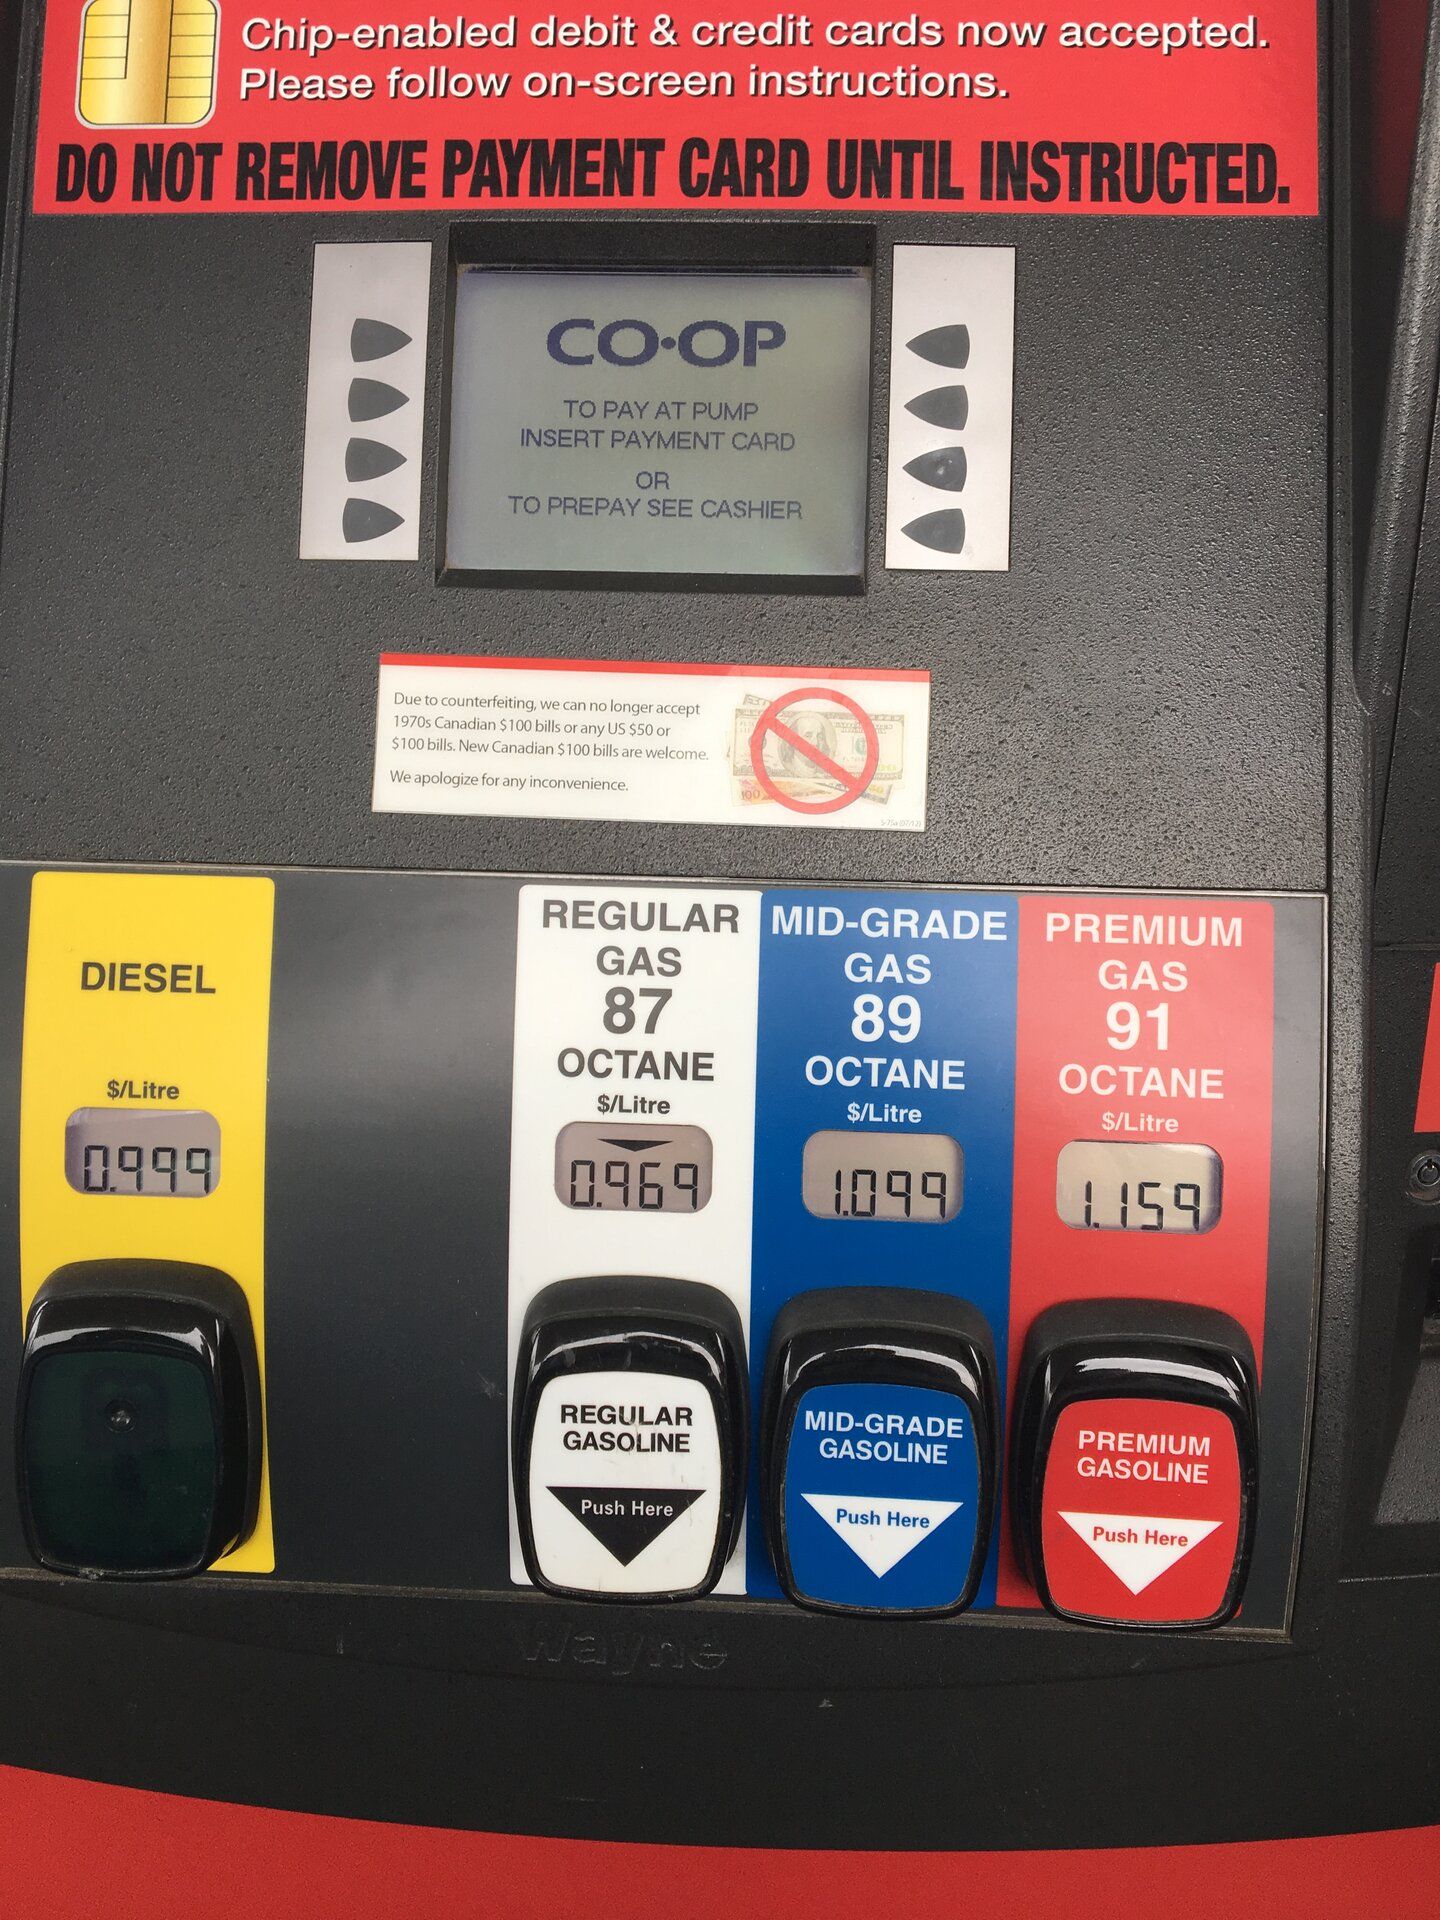 Chip-enabled debit & credit cards now accepted.
Please follow on-screen instructions.
DO NOT REMOVE PAYMENT CARD UNTIL INSTRUCTED.
CO·OP
TO PAY AT PUMP
INSERT PAYMENT CARD
OR
TO PREPAY SEE CASHIER
Due to counterfeiting, we can no longer accept
1970s Canadian $100 bills or any US $50 or
$100 bills. New Canadian $100 bills are welcome.
We apologize for any inconvenience.
DIESEL
$/Litre
0.999
REGULAR
GAS
87
OCTANE
$/Litre
0.969
REGULAR
GASOLINE
Push Here
MID-GRADE
GAS
89
OCTANE
$/Litre
1.099
MID-GRADE
GASOLINE
Push Here
PREMIUM
GAS
91
OCTANE
$/Litre
1.159
PREMIUM
GASOLINE
Push Here
wayne